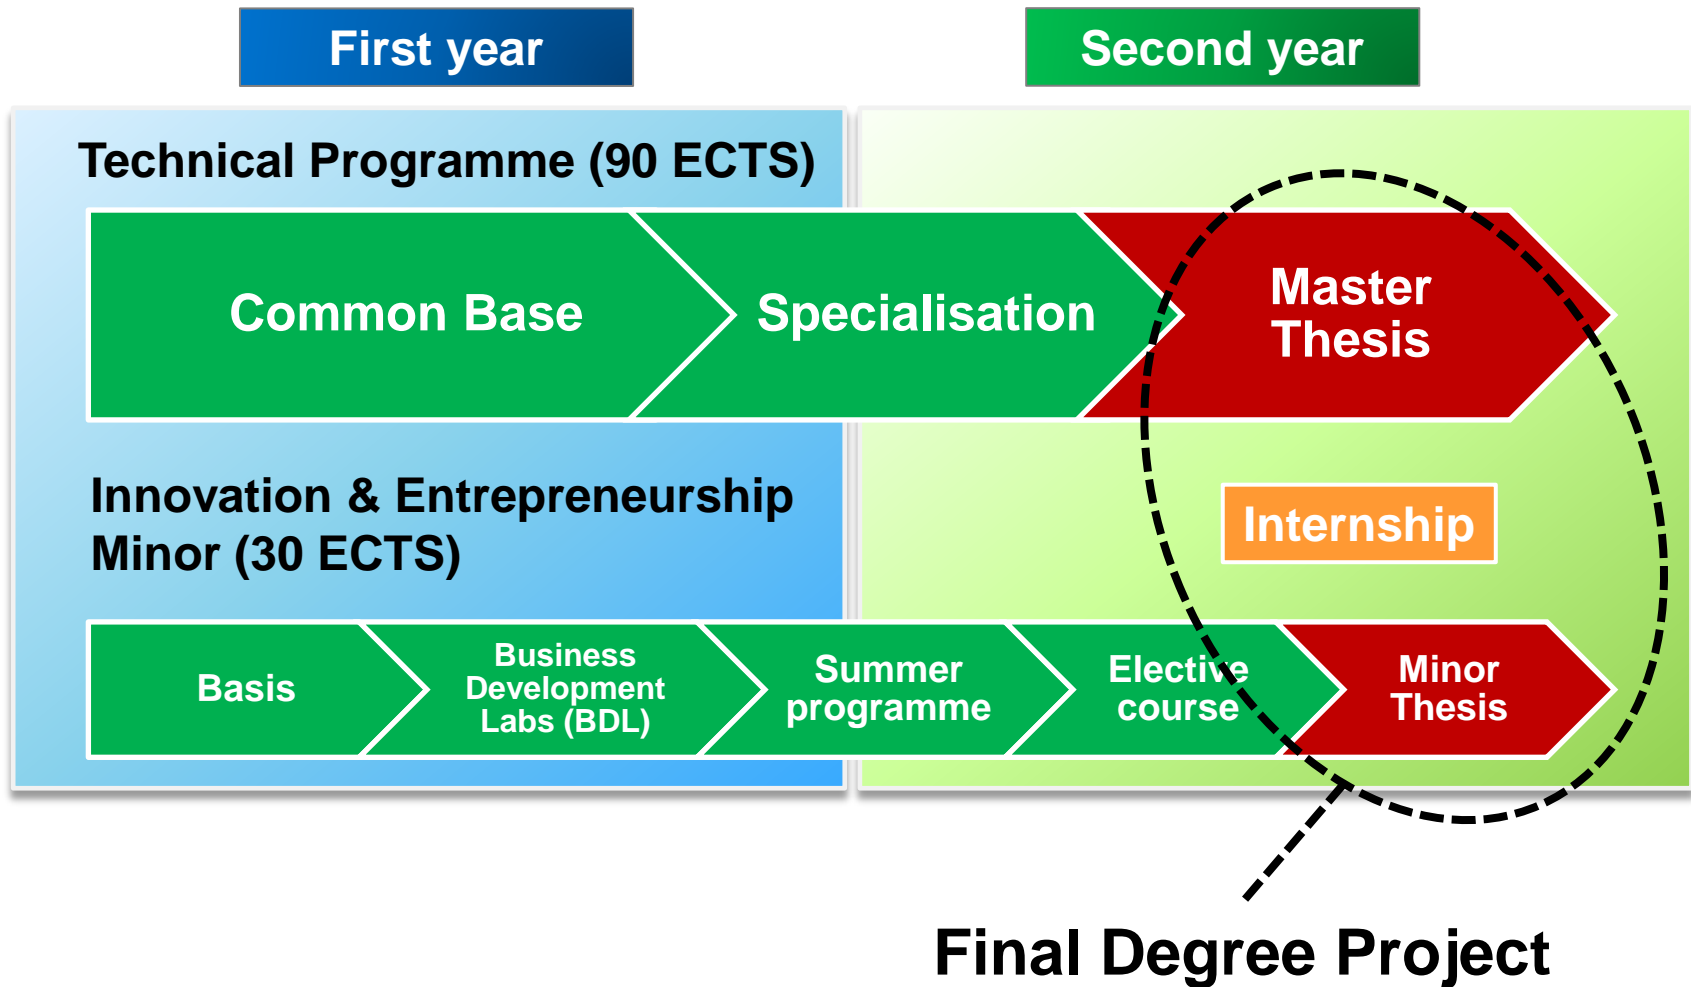 First year
Second year
Technical Programme (90 ECTS)
Common Base
Specialisation
Master
Thesis
Innovation & Entrepreneurship
Minor (30 ECTS)
Internship
Basis
Business
Development
Labs (BDL)
Summer
programme
Elective
course
Minor
Thesis
Final Degree Project